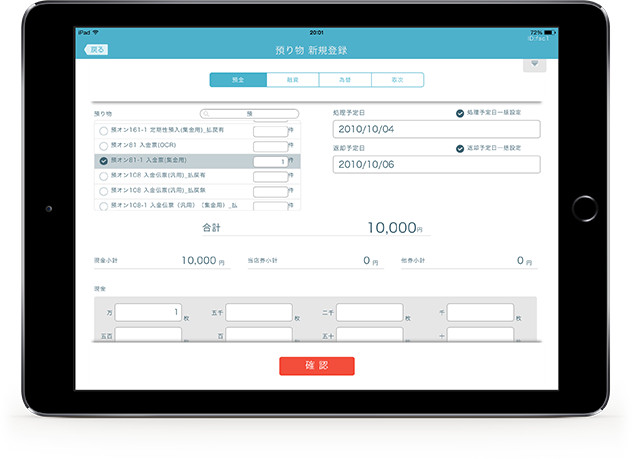 iPad 20:01 72%
戻る 預り物 新規登録
預金 融資 為替 取次
預り物 預 処理予定日 処理予定日一括設定
預オン161-1 定期性預入(集金用)_払戻有 件 2010/10/04
預オン81 入金票(OCR) 件 返却予定日 返却予定日一括設定
預オン81-1 入金票(集金用) 1 件 2010/10/06
預オン108 入金伝票(汎用)_払戻有 件
預オン108 入金伝票(汎用)_払戻無 件
預オン108-1 入金伝票（汎用）［集金用］_払 件
合計 10,000 円
現金小計 10,000 円 当店券小計 0 円 他券小計 0 円
現金
万 1 枚 五千 枚 二千 枚 千 枚
五百 枚 百 枚 五十 枚 十 枚
確認